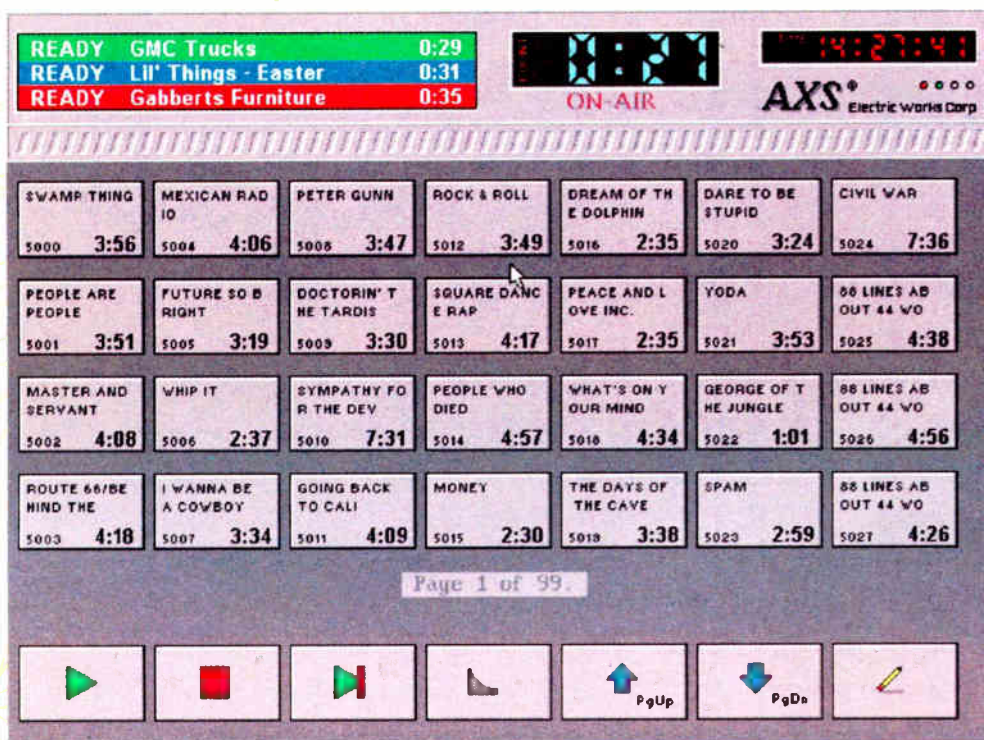 READY GMC Trucks 0:29
READY Lil' Things - Easter 0:31
READY Gabberts Furniture 0:35
0:27
ON-AIR
14:27:41
AXS®
Electric Works Corp
SWAMP THING
5000 3:56
MEXICAN RAD
IO
5004 4:06
PETER GUNN
5008 3:47
ROCK & ROLL
5012 3:49
DREAM OF TH
E DOLPHIN
5016 2:35
DARE TO BE
STUPID
5020 3:24
CIVIL WAR
5024 7:36
PEOPLE ARE
PEOPLE
5001 3:51
FUTURE SO B
RIGHT
5005 3:19
DOCTORIN' T
HE TARDIS
5009 3:30
SQUARE DANC
E RAP
5013 4:17
PEACE AND L
OVE INC.
5017 2:35
YODA
5021 3:53
88 LINES AB
OUT 44 WO
5025 4:38
MASTER AND
SERVANT
5002 4:08
WHIP IT
5006 2:37
SYMPATHY FO
R THE DEV
5010 7:31
PEOPLE WHO
DIED
5014 4:57
WHAT'S ON Y
OUR MIND
5018 4:34
GEORGE OF T
HE JUNGLE
5022 1:01
88 LINES AB
OUT 44 WO
5026 4:56
ROUTE 66/BE
HIND THE
5003 4:18
I WANNA BE
A COWBOY
5007 3:34
GOING BACK
TO CALI
5011 4:09
MONEY
5015 2:30
THE DAYS OF
THE CAVE
5019 3:38
SPAM
5023 2:59
88 LINES AB
OUT 44 WO
5027 4:26
Page 1 of 99.
PgUp
PgDn